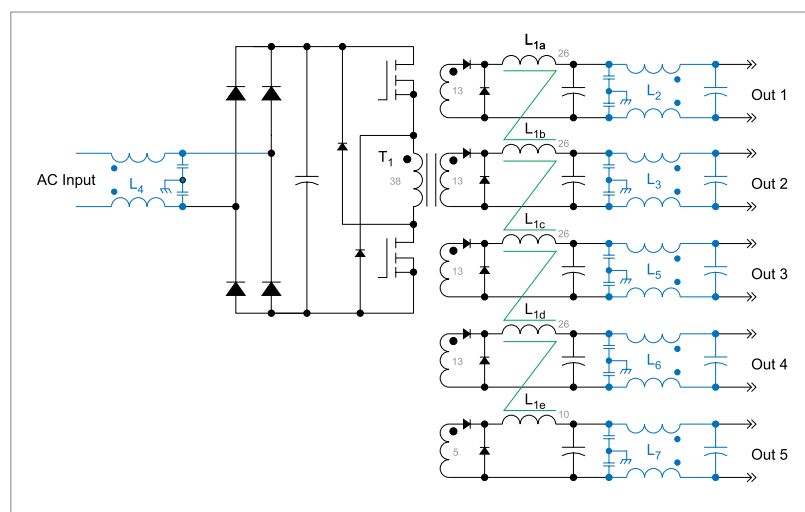 L1a
26
13
L2
Out 1
L1b
26
AC Input
L4
T1
38
13
L3
Out 2
L1c
26
13
L5
Out 3
L1d
26
13
L6
Out 4
L1e
10
5
L7
Out 5